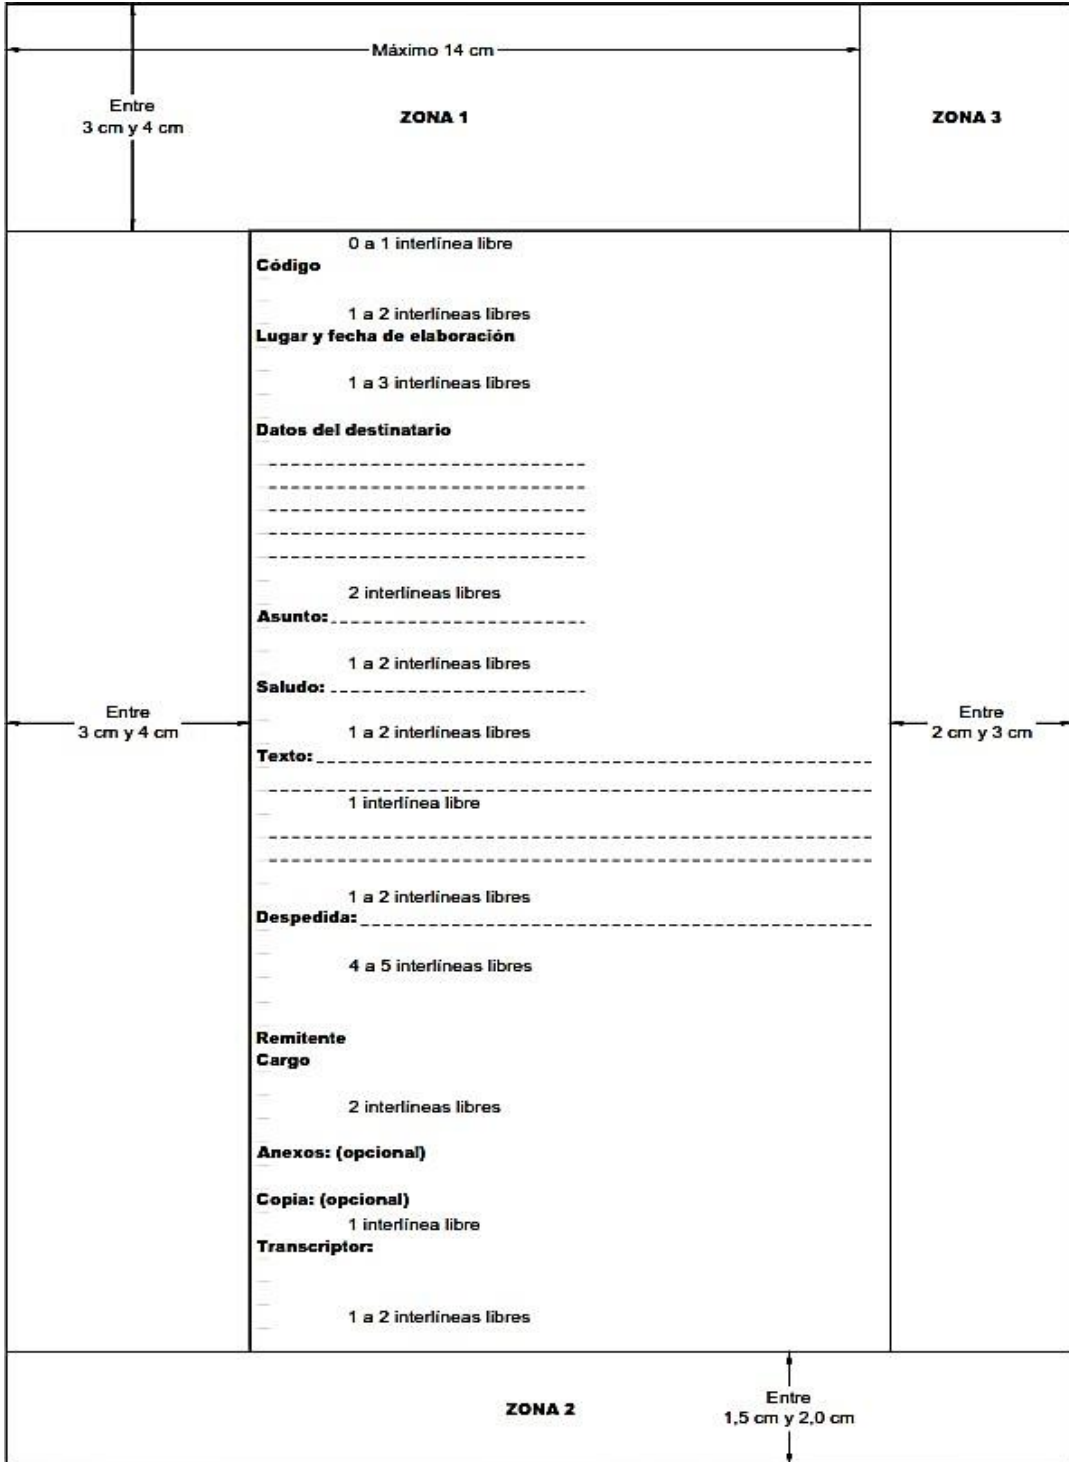 Máximo 14 cm
Entre
3 cm y 4 cm
ZONA 1
ZONA 3
0 a 1 interlínea libre
Código
1 a 2 interlíneas libres
Lugar y fecha de elaboración
1 a 3 interlíneas libres
Datos del destinatario
2 interlíneas libres
Asunto:
1 a 2 interlíneas libres
Saludo:
Entre
3 cm y 4 cm
1 a 2 interlíneas libres
Entre
2 cm y 3 cm
Texto:
1 interlínea libre
1 a 2 interlíneas libres
Despedida:
4 a 5 interlíneas libres
Remitente
Cargo
2 interlíneas libres
Anexos: (opcional)
Copia: (opcional)
1 interlínea libre
Transcriptor:
1 a 2 interlíneas libres
ZONA 2
Entre
1,5 cm y 2,0 cm